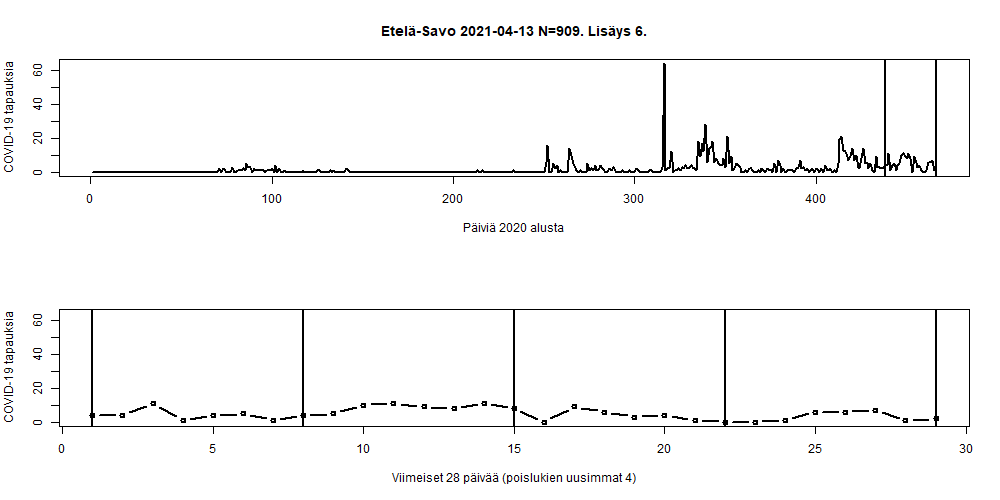 Etelä-Savo 2021-04-13 N=909. Lisäys 6.
COVID-19 tapauksia
0 20 40 60
0 100 200 300 400
Päiviä 2020 alusta
COVID-19 tapauksia
0 20 40 60
0 5 10 15 20 25 30
Viimeiset 28 päivää (poislukien uusimmat 4)